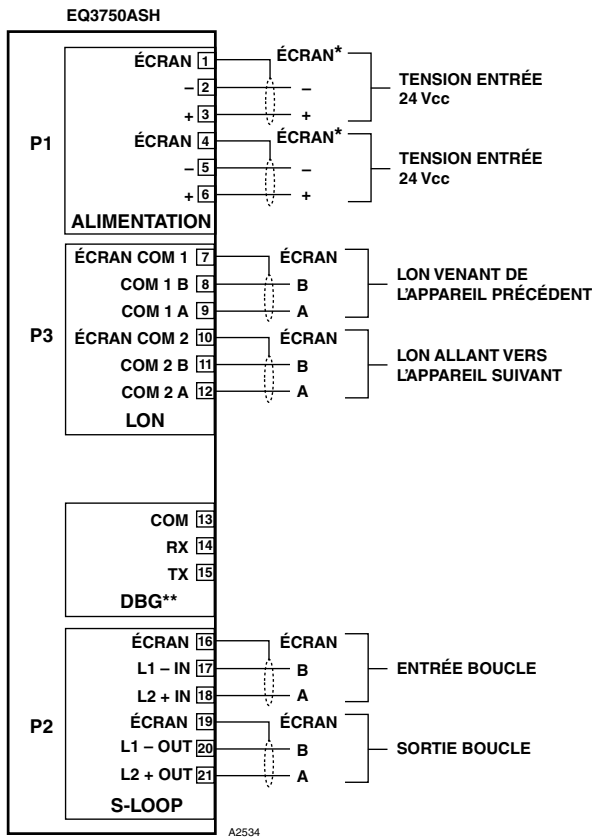 EQ3750ASH
P1
ÉCRAN 1 ÉCRAN*
– 2 –
+ 3 +
TENSION ENTRÉE
24 Vcc
ÉCRAN 4 ÉCRAN*
– 5 –
+ 6 +
TENSION ENTRÉE
24 Vcc
ALIMENTATION
P3
ÉCRAN COM 1 7 ÉCRAN
COM 1 B 8 B
COM 1 A 9 A
LON VENANT DE
L'APPAREIL PRÉCÉDENT
ÉCRAN COM 2 10 ÉCRAN
COM 2 B 11 B
COM 2 A 12 A
LON ALLANT VERS
L'APPAREIL SUIVANT
LON
COM 13
RX 14
TX 15
DBG**
P2
ÉCRAN 16 ÉCRAN
L1 – IN 17 B
L2 + IN 18 A
ENTRÉE BOUCLE
ÉCRAN 19 ÉCRAN
L1 – OUT 20 B
L2 + OUT 21 A
SORTIE BOUCLE
S-LOOP
A2534